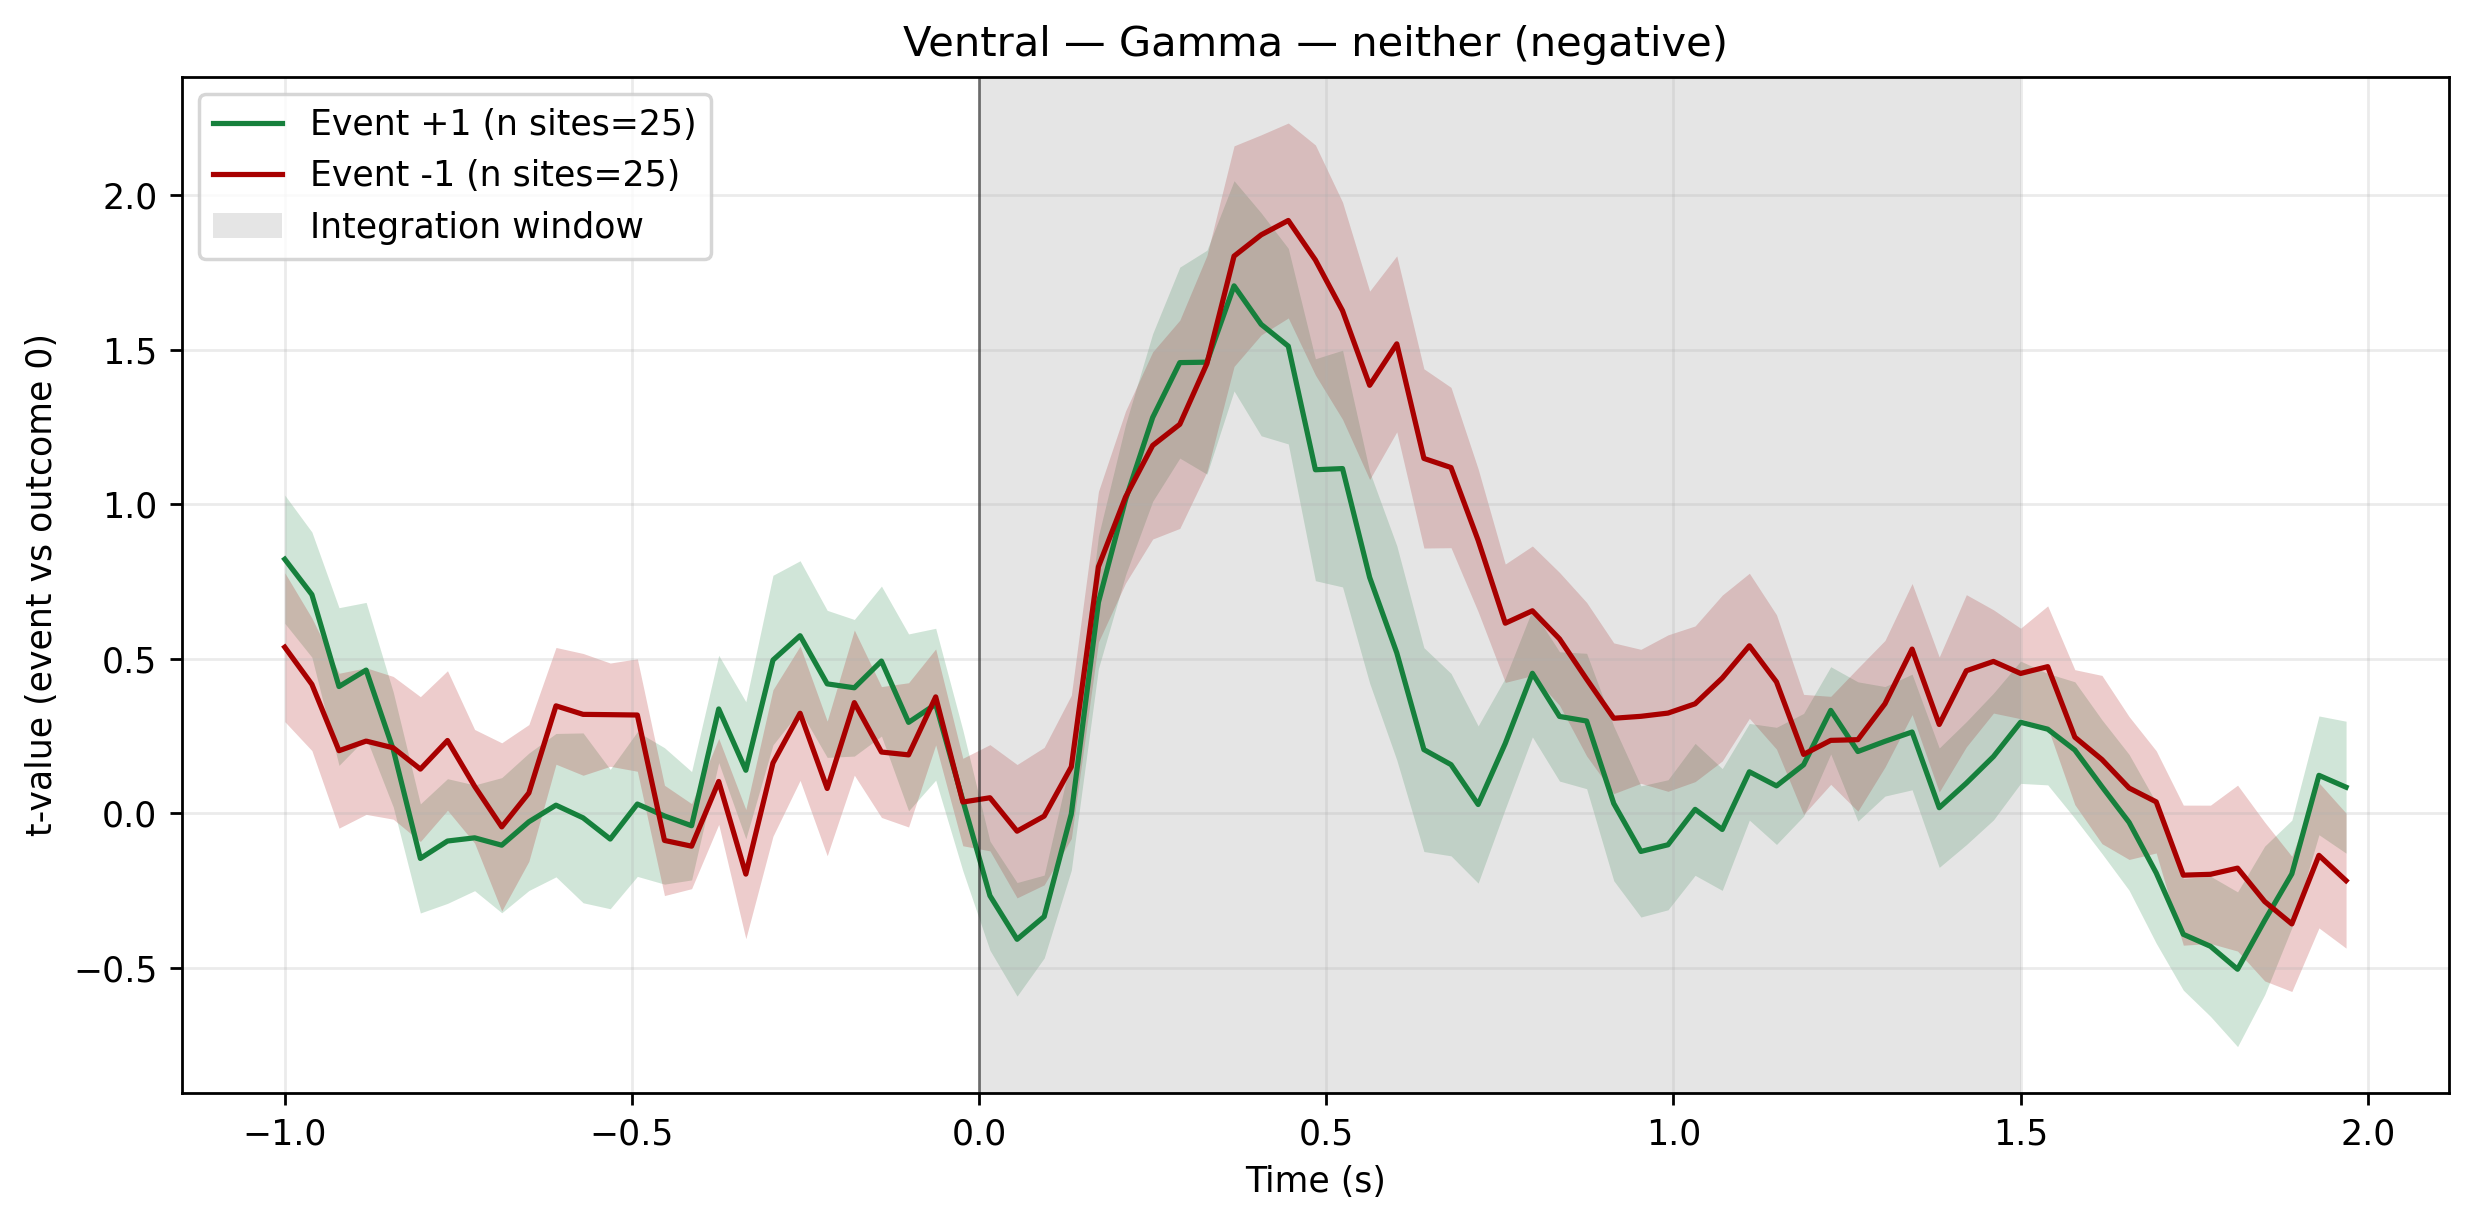 Ventral — Gamma — neither (negative)
Event +1 (n sites=25)
Event -1 (n sites=25)
Integration window
t-value (event vs outcome 0)
2.0
1.5
1.0
0.5
0.0
−0.5
−1.0
−0.5
0.0
0.5
1.0
1.5
2.0
Time (s)